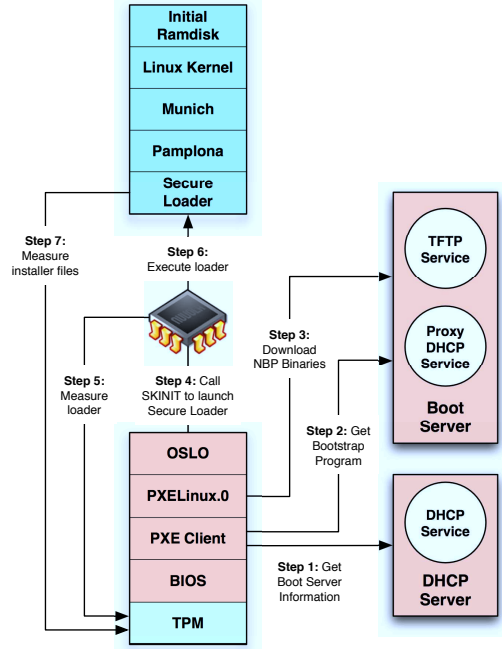 Initial
Ramdisk
Linux Kernel
Munich
Pamplona
Secure
Loader
Step 7:
Measure
installer files
Step 6:
Execute loader
TFTP
Service
Step 3:
Download
NBP Binaries
Proxy
DHCP
Service
Step 5:
Measure
loader
Step 4: Call
SKINIT to launch
Secure Loader
Boot
Server
Step 2: Get
Bootstrap
Program
OSLO
PXELinux.0
PXE Client
BIOS
TPM
DHCP
Service
Step 1: Get
Boot Server
Information
DHCP
Server